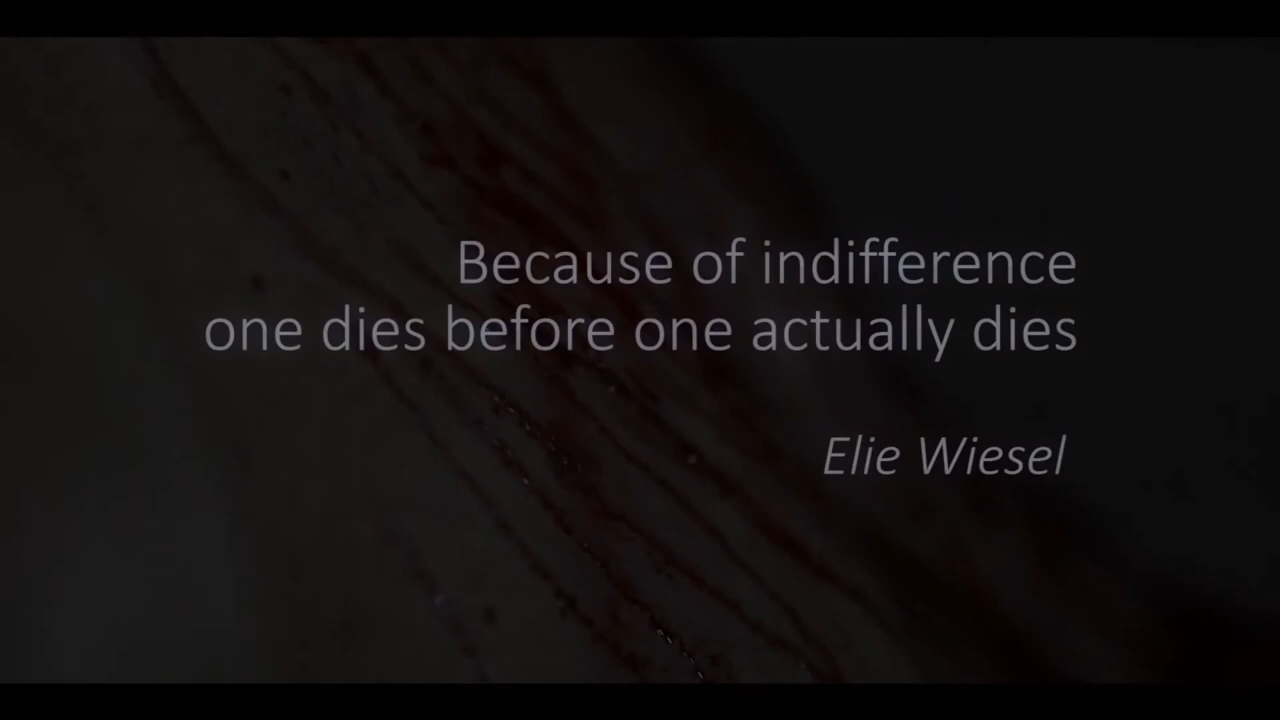 Because of indifference
one dies before one actually dies
Elie Wiesel